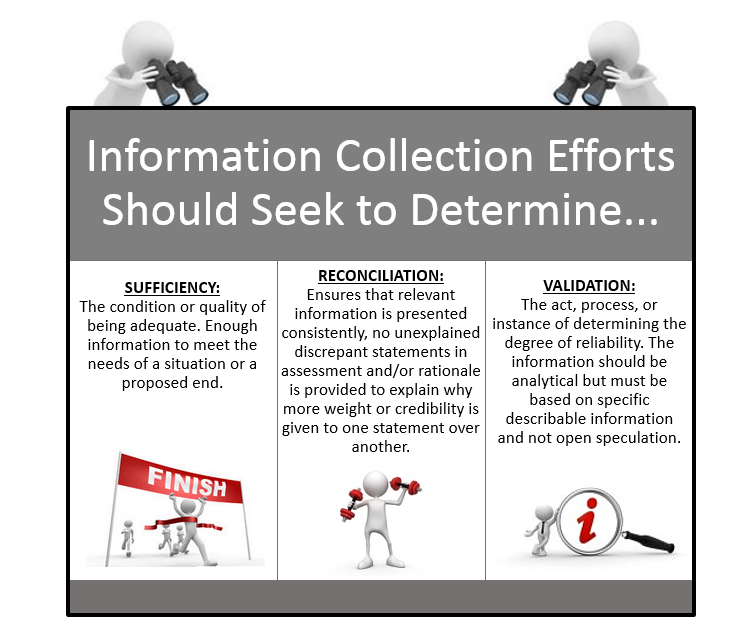 Information Collection Efforts
Should Seek to Determine...
SUFFICIENCY:
The condition or quality of
being adequate. Enough
information to meet the
needs of a situation or a
proposed end.
FINISH
RECONCILIATION:
Ensures that relevant
information is presented
consistently, no unexplained
discrepant statements in
assessment and/or rationale
is provided to explain why
more weight or credibility is
given to one statement over
another.
VALIDATION:
The act, process, or
instance of determining the
degree of reliability. The
information should be
analytical but must be
based on specific
describable information
and not open speculation.
i